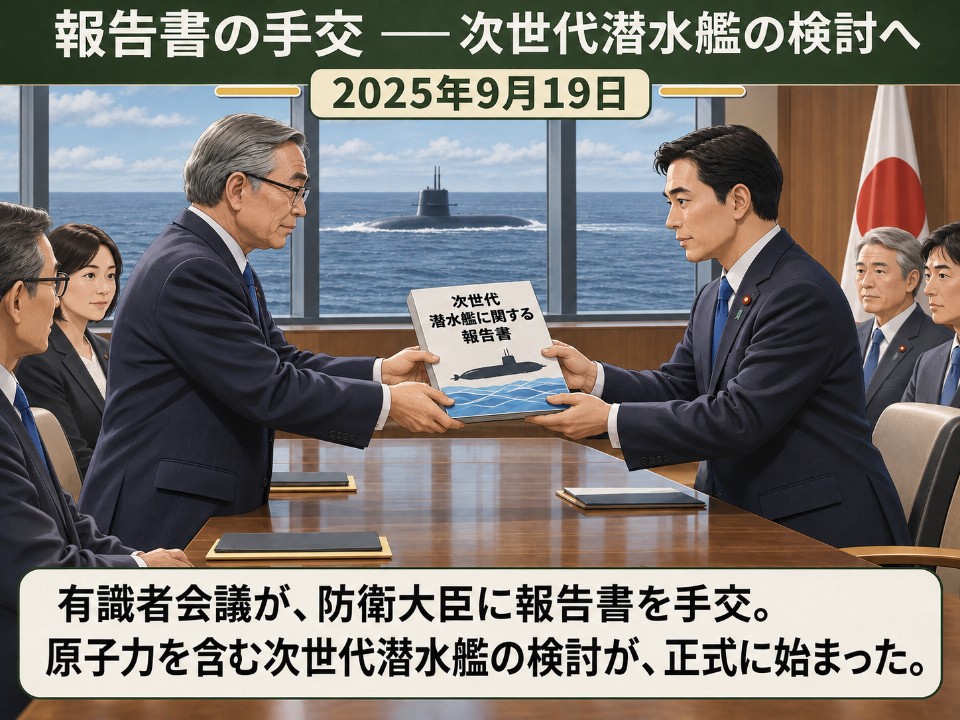 報告書の手交 ── 次世代潜水艦の検討へ
2025年9月19日
次世代
潜水艦に関する
報告書
有識者会議が、防衛大臣に報告書を手交。
原子力を含む次世代潜水艦の検討が、正式に始まった。